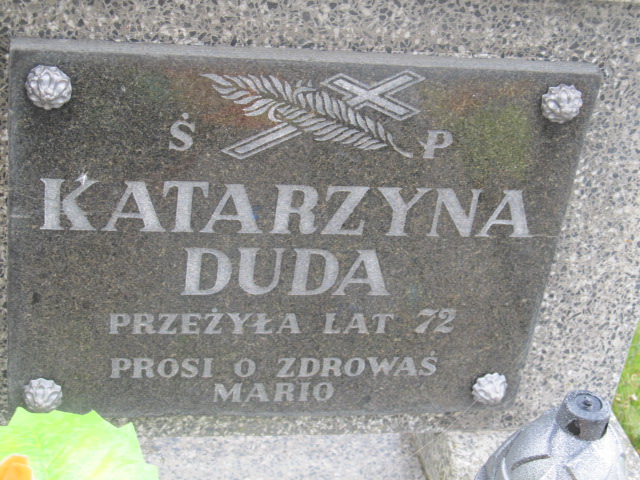 Ś P
KATARZYNA
DUDA
PRZEŻYŁA LAT 72
PROSI O ZDROWAŚ
MARIO